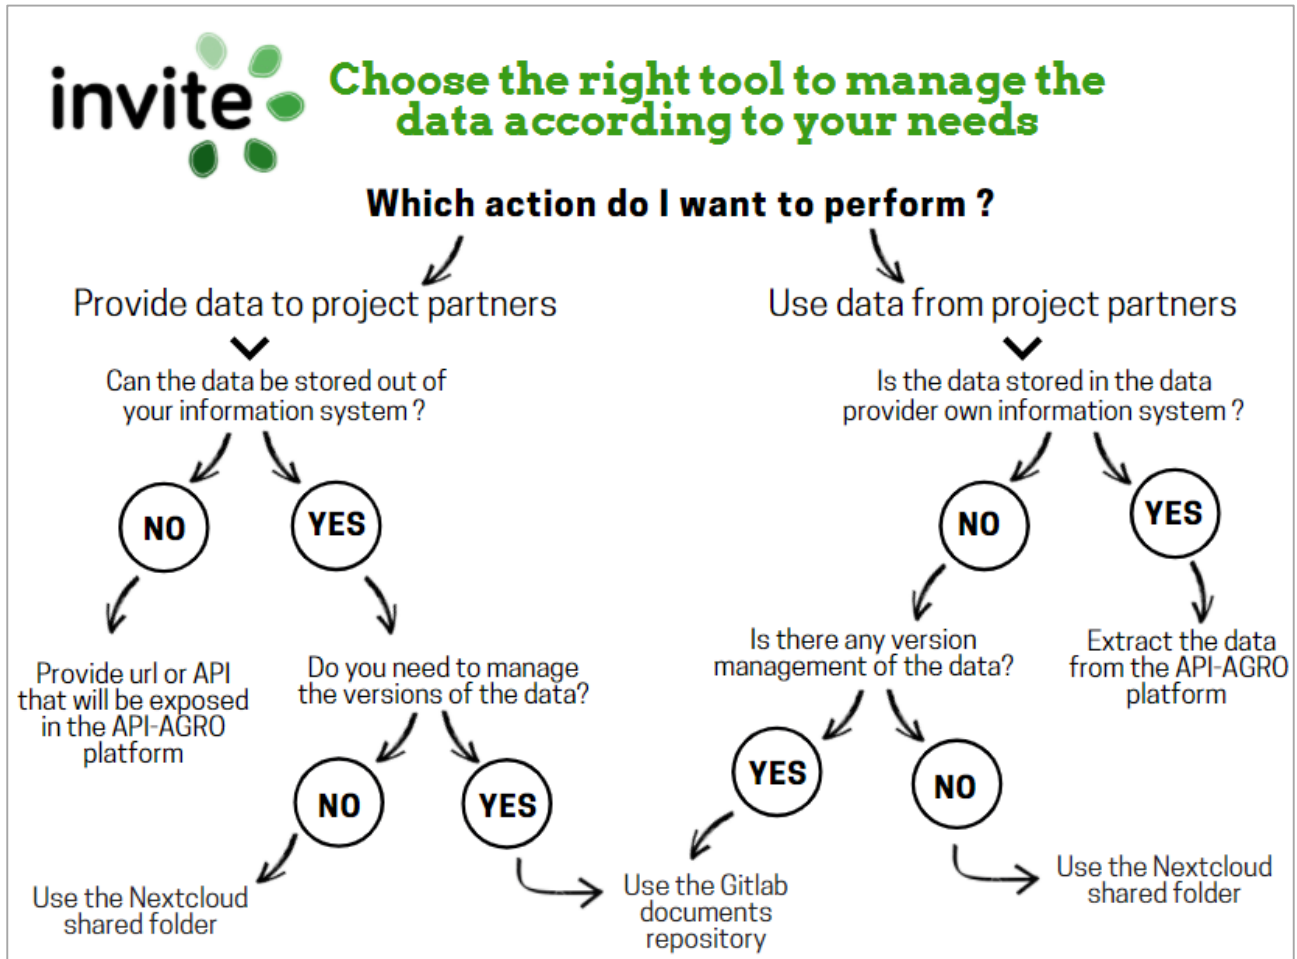 invite
Choose the right tool to manage the
data according to your needs
Which action do I want to perform ?
Provide data to project partners
Can the data be stored out of
your information system ?
NO
YES
Provide url or API
that will be exposed
in the API-AGRO
platform
Do you need to manage
the versions of the data?
NO
YES
Use the Nextcloud
shared folder
Use data from project partners
Is the data stored in the data
provider own information system ?
NO
YES
Is there any version
management of the data?
Extract the data
from the API-AGRO
platform
YES
NO
Use the Gitlab
documents
repository
Use the Nextcloud
shared folder